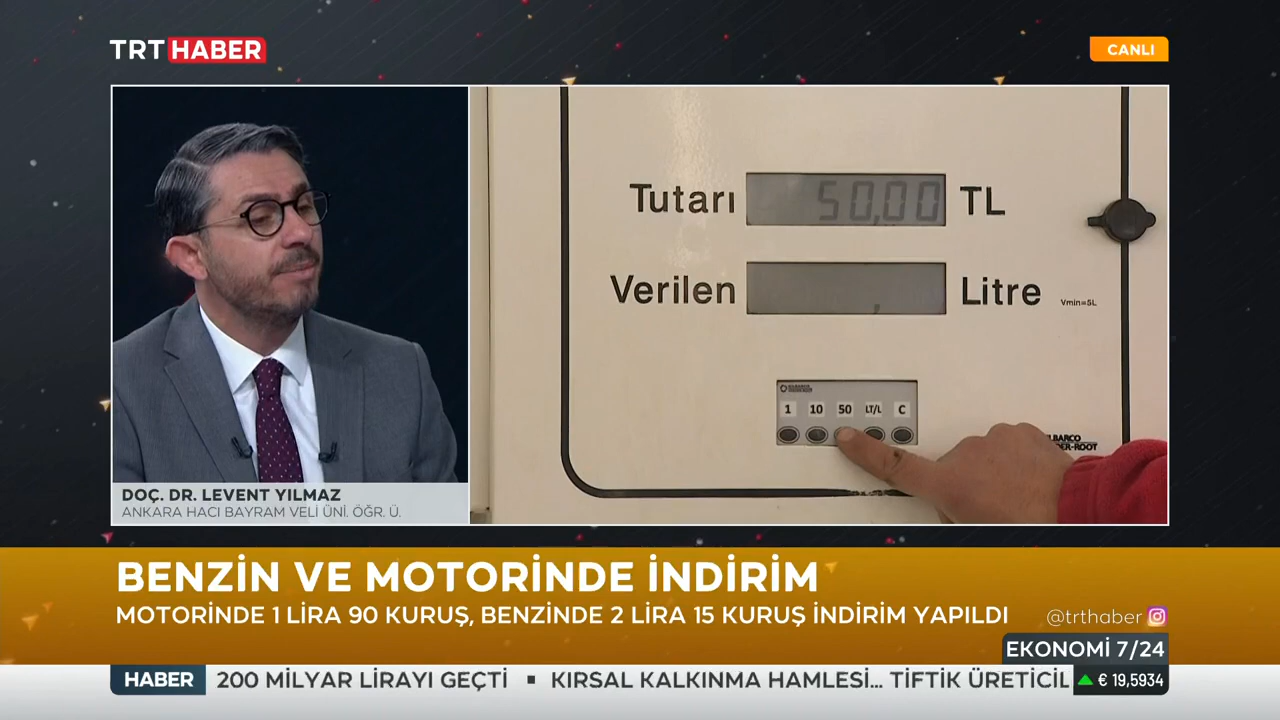 TRT HABER
CANLI
Tutarı 50,00 TL
Verilen Litre Vmin=5L
1 10 50 LT/L C
DOÇ. DR. LEVENT YILMAZ
ANKARA HACI BAYRAM VELİ ÜNİ. ÖĞR. Ü.
BENZİN VE MOTORİNDE İNDİRİM
MOTORİNDE 1 LİRA 90 KURUŞ, BENZİNDE 2 LİRA 15 KURUŞ İNDİRİM YAPILDI
@trthaber
EKONOMİ 7/24
HABER 200 MİLYAR LİRAYI GEÇTİ ▪ KIRSAL KALKINMA HAMLESİ... TİFTİK ÜRETİCİL
€ 19,5934